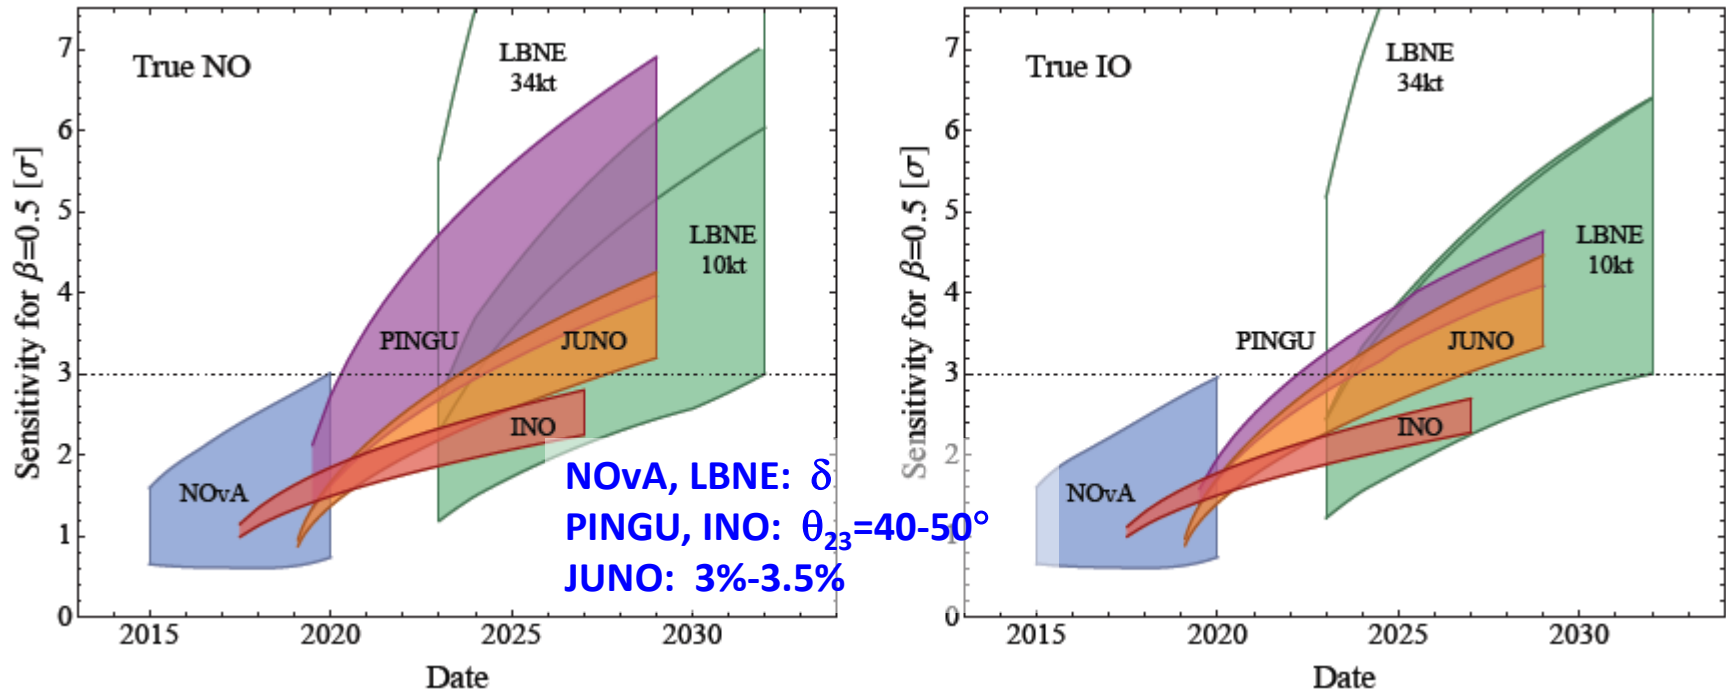 True NO
LBNE
34kt
LBNE
10kt
PINGU
JUNO
INO
NOvA
7
6
5
4
3
2
1
0
Sensitivity for β=0.5 [σ]
2015 2020 2025 2030
Date
NOvA, LBNE: δ
PINGU, INO: θ23=40-50°
JUNO: 3%-3.5%
True IO
LBNE
34kt
LBNE
10kt
PINGU
JUNO
INO
NOvA
7
6
5
4
3
2
1
0
Sensitivity for β=0.5 [σ]
2015 2020 2025 2030
Date